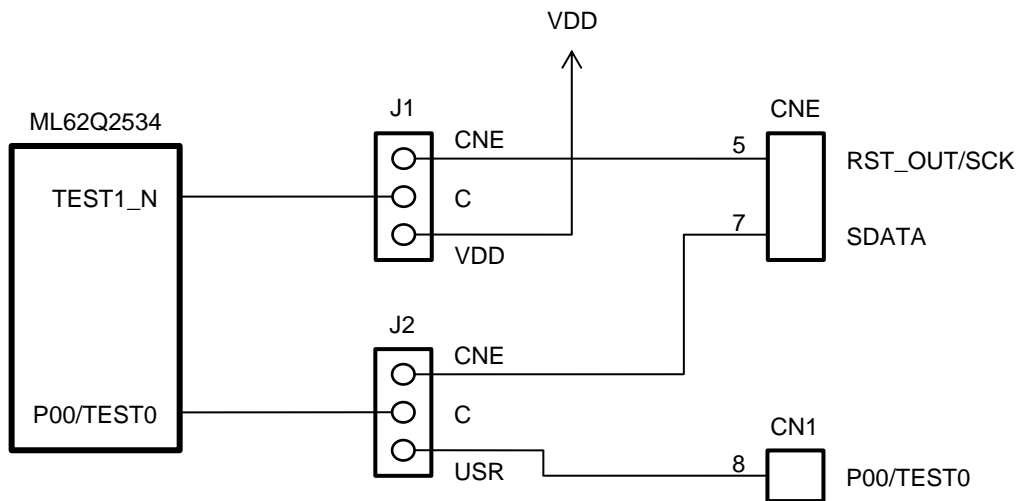 VDD
ML62Q2534
J1
CNE
CNE
5
RST_OUT/SCK
TEST1_N
C
7
SDATA
VDD
J2
CNE
P00/TEST0
C
CN1
USR
8
P00/TEST0